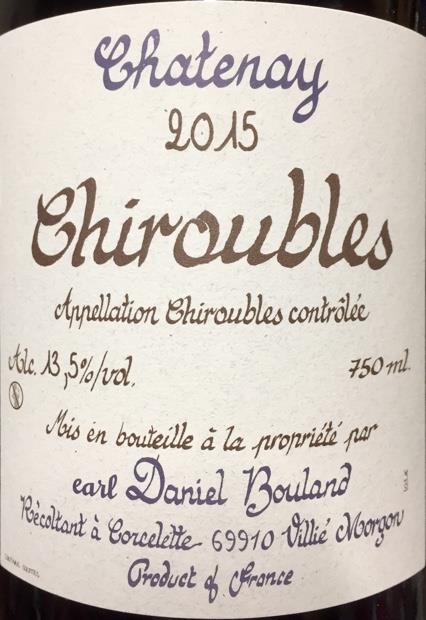 Chatenay
2015
Chiroubles
Appellation Chiroubles contrôlée
Alc. 13,5%/vol. 750 ml.
Mis en bouteille à la propriété par
earl Daniel Bouland
Récoltant à Corcelette 69910 Villié Morgon
Product of France